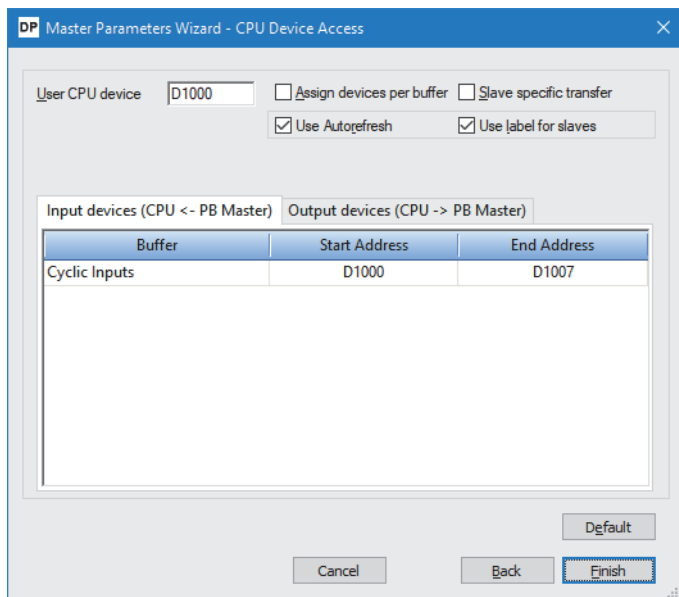 DP Master Parameters Wizard - CPU Device Access
User CPU device D1000 Assign devices per buffer Slave specific transfer
Use Autorefresh Use label for slaves
Input devices (CPU <- PB Master) Output devices (CPU -> PB Master)
Buffer Start Address End Address
Cyclic Inputs D1000 D1007
Default
Cancel Back Finish